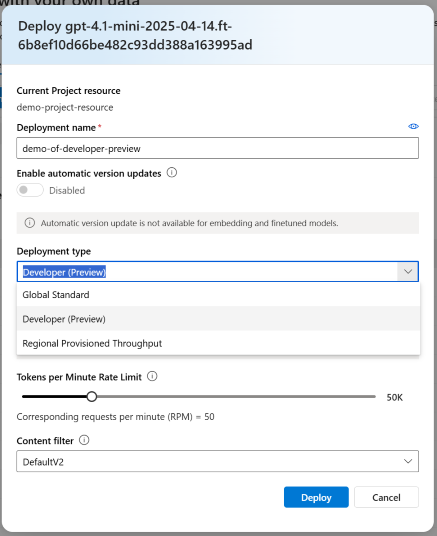 with your own data
Deploy gpt-4.1-mini-2025-04-14.ft-
6b8ef10d66be482c93dd388a163995ad
Current Project resource
demo-project-resource
Deployment name*
demo-of-developer-preview
Enable automatic version updates
Disabled
Automatic version update is not available for embedding and finetuned models.
Deployment type
Developer (Preview)
Global Standard
Developer (Preview)
Regional Provisioned Throughput
Tokens per Minute Rate Limit
50K
Corresponding requests per minute (RPM) = 50
Content filter
DefaultV2
Deploy
Cancel